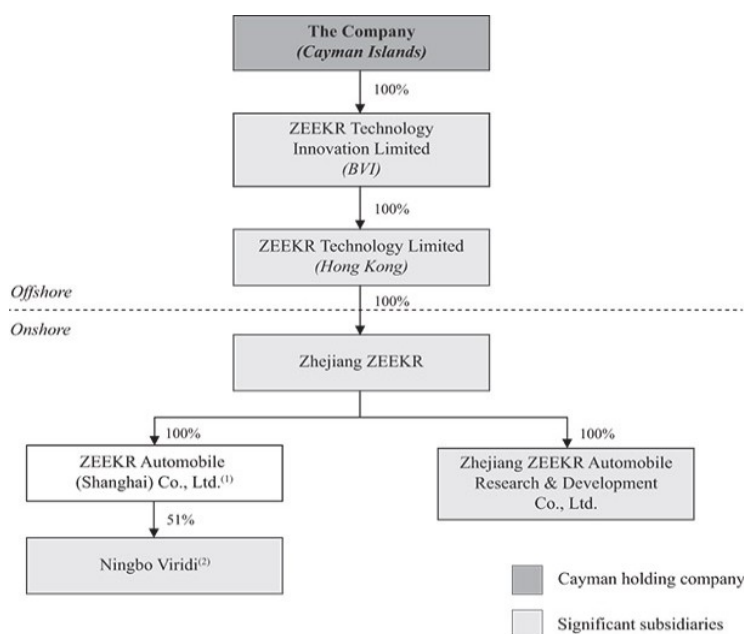 The Company
(Cayman Islands)
100%
ZEEKR Technology
Innovation Limited
(BVI)
100%
ZEEKR Technology Limited
(Hong Kong)
Offshore
100%
Onshore
Zhejiang ZEEKR
100%
100%
ZEEKR Automobile
(Shanghai) Co., Ltd.(1)
Zhejiang ZEEKR Automobile
Research & Development
Co., Ltd.
51%
Ningbo Viridi(2)
Cayman holding company
Significant subsidiaries